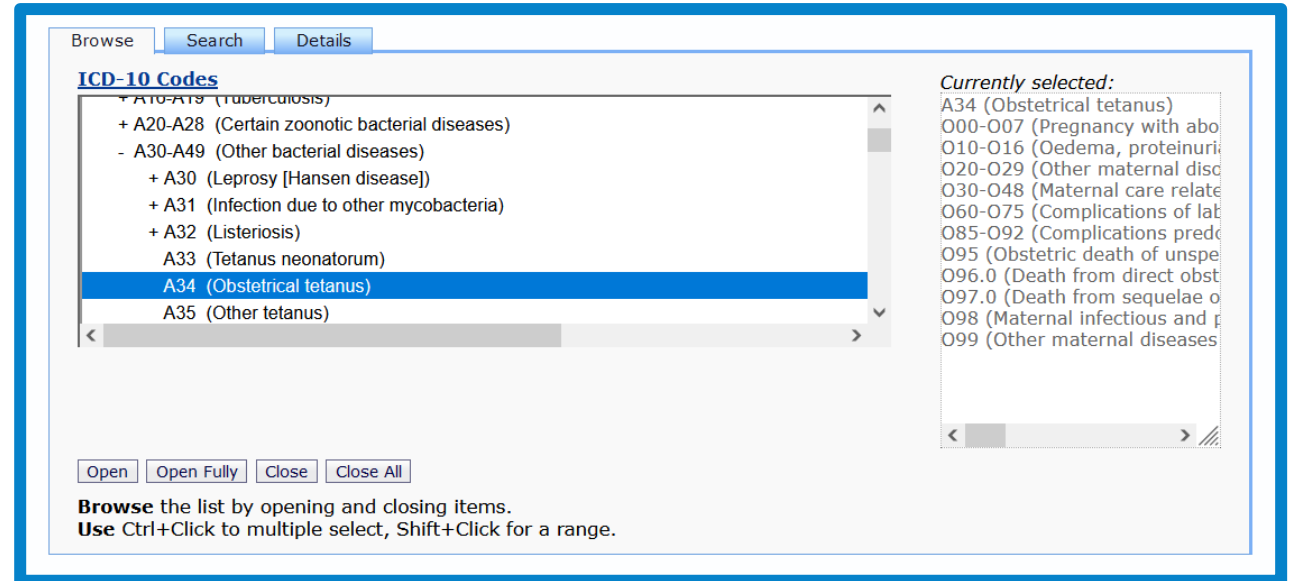 Browse
Search
Details
ICD-10 Codes
+ A16-A19 (Tuberculosis)
+ A20-A28 (Certain zoonotic bacterial diseases)
- A30-A49 (Other bacterial diseases)
+ A30 (Leprosy [Hansen disease])
+ A31 (Infection due to other mycobacteria)
+ A32 (Listeriosis)
A33 (Tetanus neonatorum)
A34 (Obstetrical tetanus)
A35 (Other tetanus)
Currently selected:
A34 (Obstetrical tetanus)
O00-O07 (Pregnancy with abo
O10-O16 (Oedema, proteinuri
O20-O29 (Other maternal diso
O30-O48 (Maternal care relate
O60-O75 (Complications of lab
O85-O92 (Complications predo
O95 (Obstetric death of unspe
O96.0 (Death from direct obst
O97.0 (Death from sequelae o
O98 (Maternal infectious and p
O99 (Other maternal diseases
Open
Open Fully
Close
Close All
Browse the list by opening and closing items.
Use Ctrl+Click to multiple select, Shift+Click for a range.